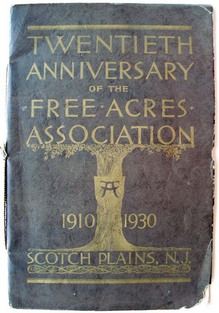 TWENTIETH
ANNIVERSARY
OF THE
FREE·ACRES·
ASSOCIATION
1910 1930
SCOTCH PLAINS, N.J.